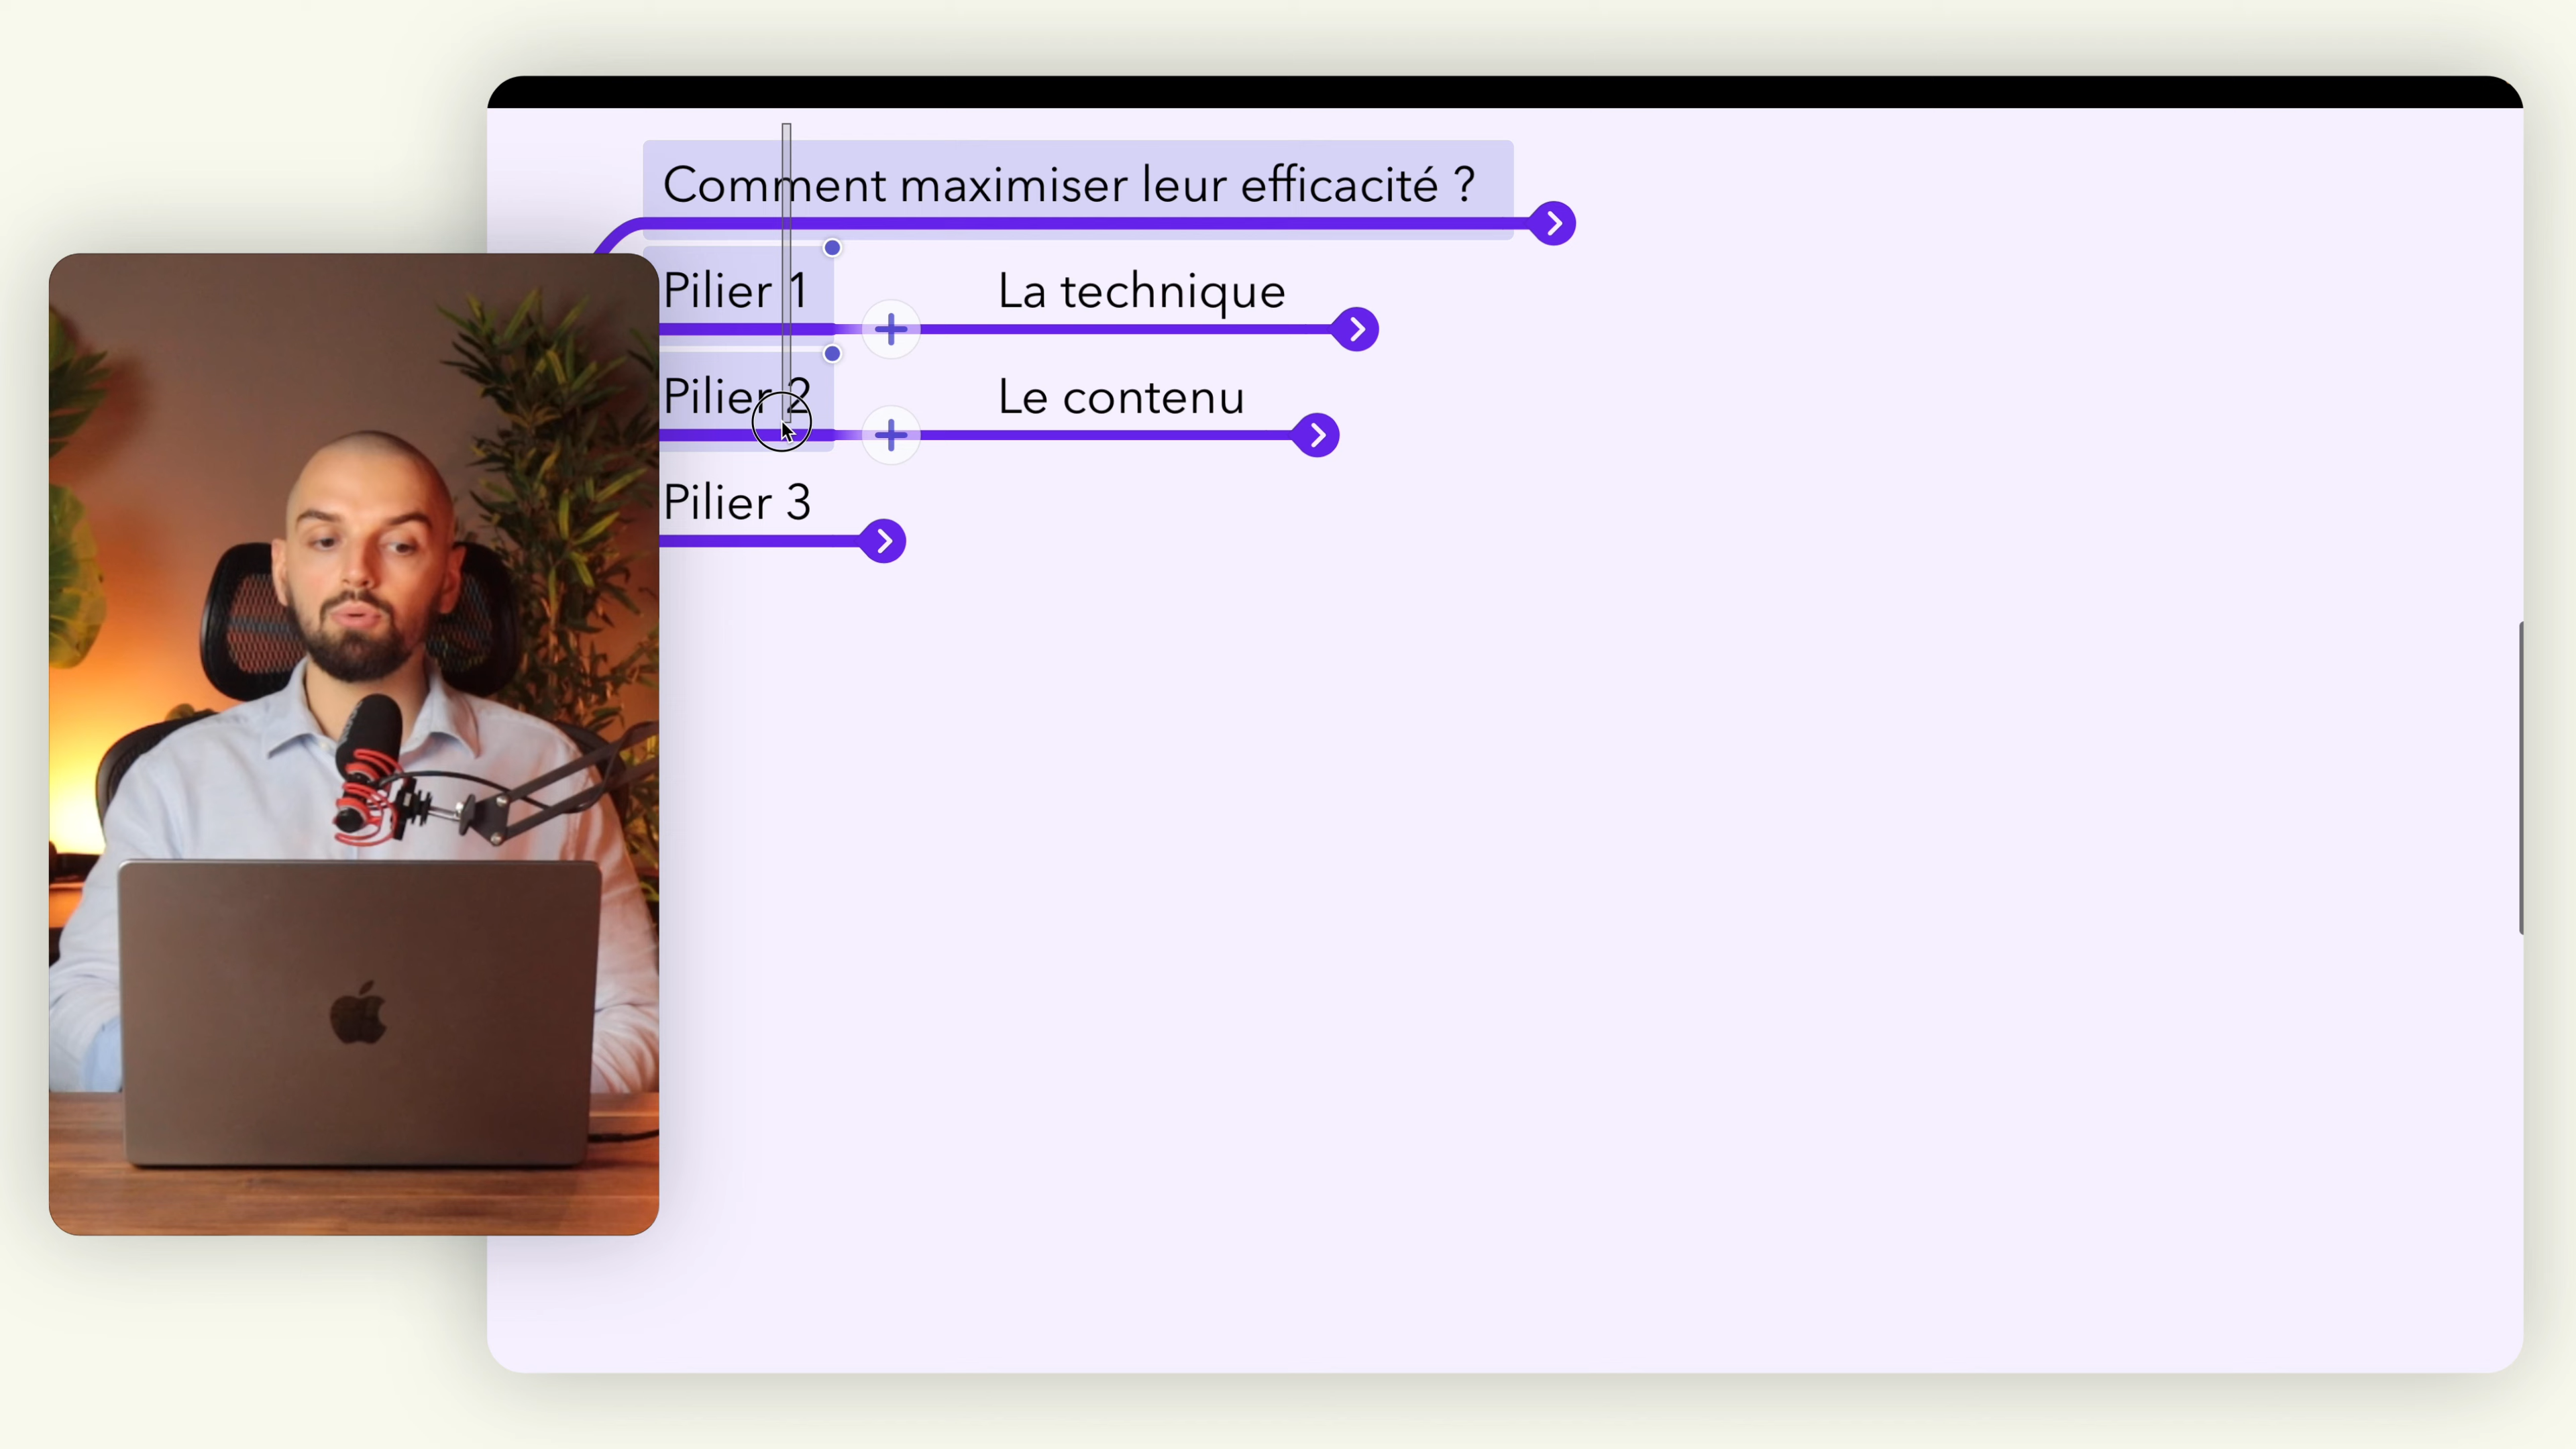 Comment maximiser leur efficacité ?
Pilier 1 La technique
Pilier 2 Le contenu
Pilier 3